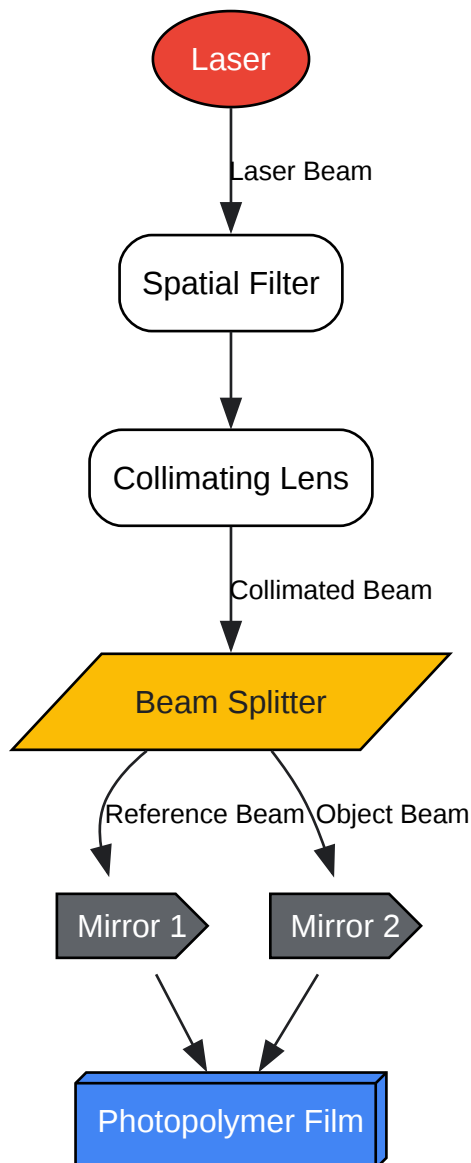 Laser
Laser Beam
Spatial Filter
Collimating Lens
Collimated Beam
Beam Splitter
Reference Beam
Object Beam
Mirror 1
Mirror 2
Photopolymer Film